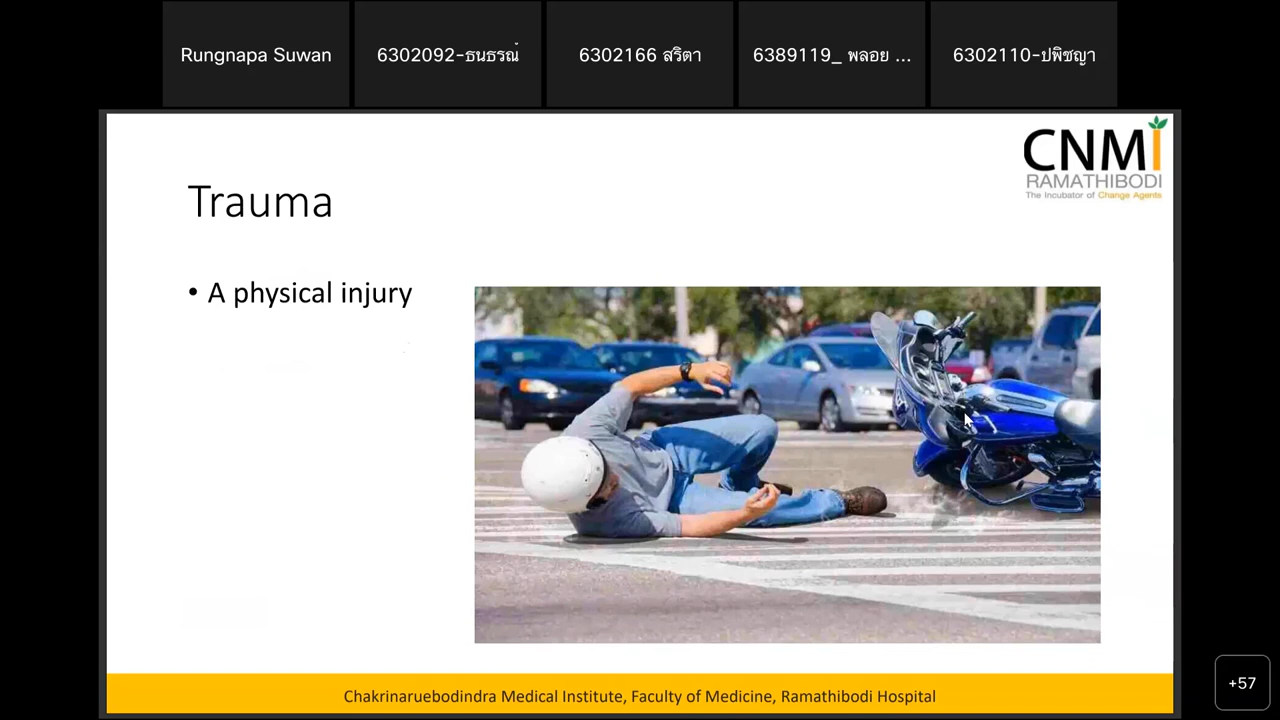 Rungnapa Suwan
6302092-ธนธรณ์
6302166 สริตา
6389119_ พลอย ...
6302110-ปพิชญา
CNMI
RAMATHIBODI
The Incubator of Change Agents
Trauma
• A physical injury
Chakrinaruebodindra Medical Institute, Faculty of Medicine, Ramathibodi Hospital
+57